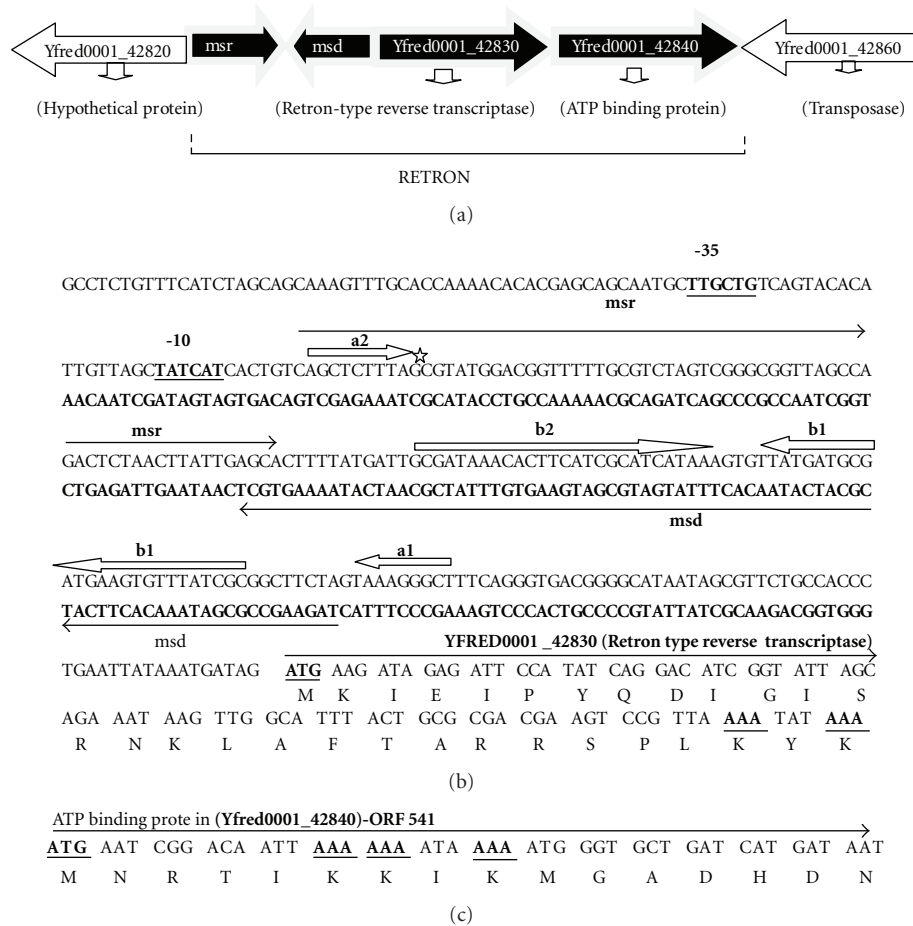 Yfred0001_42820 msr msd Yfred0001_42830 Yfred0001_42840 Yfred0001_42860
(Hypothetical protein) (Retron-type reverse transcriptase) (ATP binding protein) (Transposase)
RETRON
(a)
-35
GCCTCTGTTTCATCTAGCAGCAAAGTTTGCACCAAAACACACGAGCAGCAATGCTTGCTGTCAGTACACA
msr
-10 a2
TTGTTAGCTATCATCACTGTCAGCTCTTTAGCGTATGGACGGTTTTTGCGTCTAGTCGGGCGGTTAGCCA
AACAATCGATAGTAGTGACAGTCGAGAAATCGCATACCTGCCAAAAACGCAGATCAGCCCGCCAATCGGT
msr b2 b1
GACTCTAACTTATTGAGCACTTTTATGATTGCGATAAACACTTCATCGCATCATAAAGTGTTATGATGCG
CTGAGATTGAATAACTCGTGAAAATACTAACGCTATTTGTGAAGTAGCGTAGTATTTCACAATACTACGC
msd
b1 a1
ATGAAGTGTTTATCGCGGCTTCTAGTAAAGGGCTTTCAGGGTGACGGGGCATAATAGCGTTCTGCCACCC
TACTTCACAAATAGCGCCGAAGATCATTTCCCGAAAGTCCCACTGCCCCGTATTATCGCAAGACGGTGGG
msd
YFRED0001_42830 (Retron type reverse transcriptase)
TGAATTATAAATGATAG ATG AAG ATA GAG ATT CCA TAT CAG GAC ATC GGT ATT AGC
M K I E I P Y Q D I G I S
AGA AAT AAG TTG GCA TTT ACT GCG CGA CGA AGT CCG TTA AAA TAT AAA
R N K L A F T A R R S P L K Y K
(b)
ATP binding prote in (Yfred0001_42840)-ORF 541
ATG AAT CGG ACA ATT AAA AAA ATA AAA ATG GGT GCT GAT CAT GAT AAT
M N R T I K K I K M G A D H D N
(c)